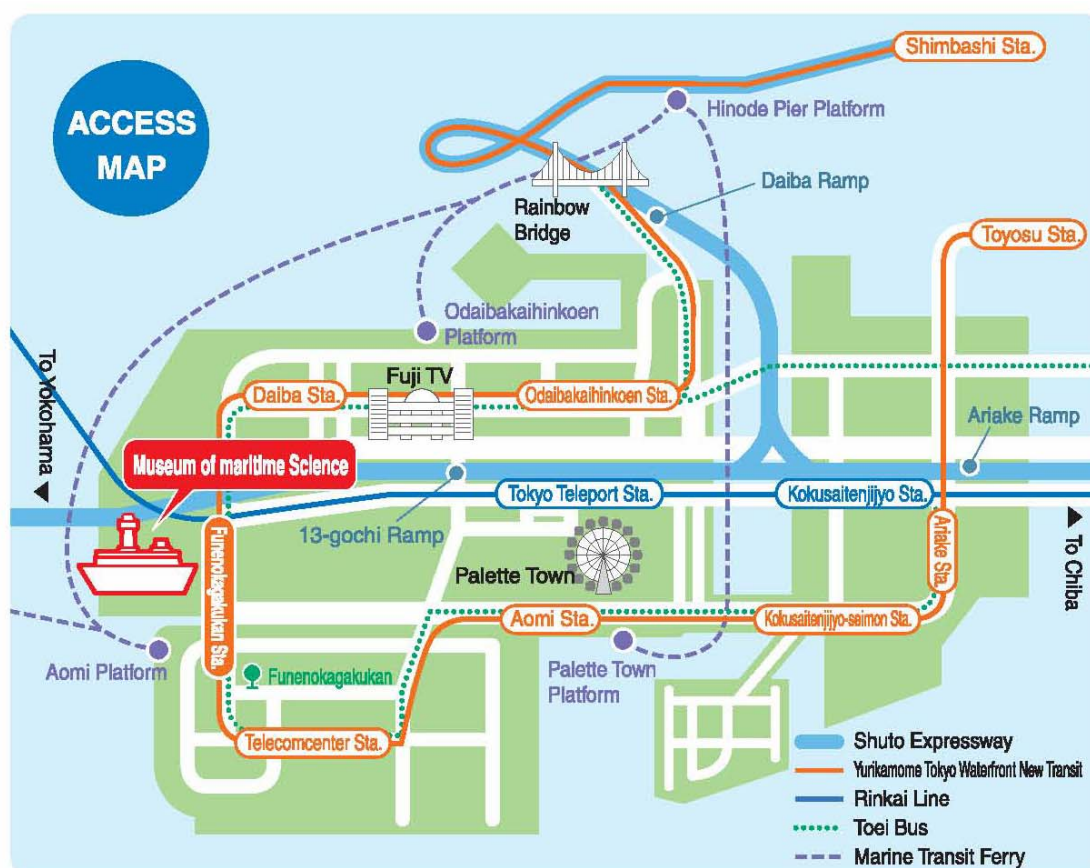 ACCESS
MAP
Shimbashi Sta.
Hinode Pier Platform
Daiba Ramp
Rainbow
Bridge
Toyosu Sta.
Odaibakaihinkoen
Platform
To Yokohama
Fuji TV
Daiba Sta.
Odaibakaihinkoen Sta.
Ariake Ramp
Museum of maritime Science
Tokyo Teleport Sta.
Kokusaitenjijyo Sta.
13-gochi Ramp
Funenokagakukan Sta.
Ariake Sta.
To Chiba
Palette Town
Aomi Sta.
Kokusaitenjijyo-seimon Sta.
Aomi Platform
Funenokagakukan
Palette Town
Platform
Telecomcenter Sta.
Shuto Expressway
Yurikamome Tokyo Waterfront New Transit
Rinkai Line
Toei Bus
Marine Transit Ferry